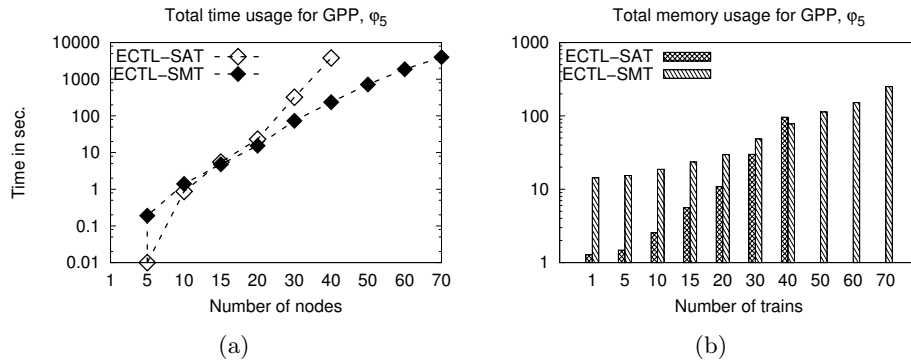 Total time usage for GPP, φ5
10000
1000
100
10
1
0.1
0.01
Time in sec.
ECTL−SAT
ECTL−SMT
1 5 10 15 20 30 40 50 60 70
Number of nodes
(a)
Total memory usage for GPP, φ5
1000
100
10
1
ECTL−SAT
ECTL−SMT
1 5 10 15 20 30 40 50 60 70
Number of trains
(b)